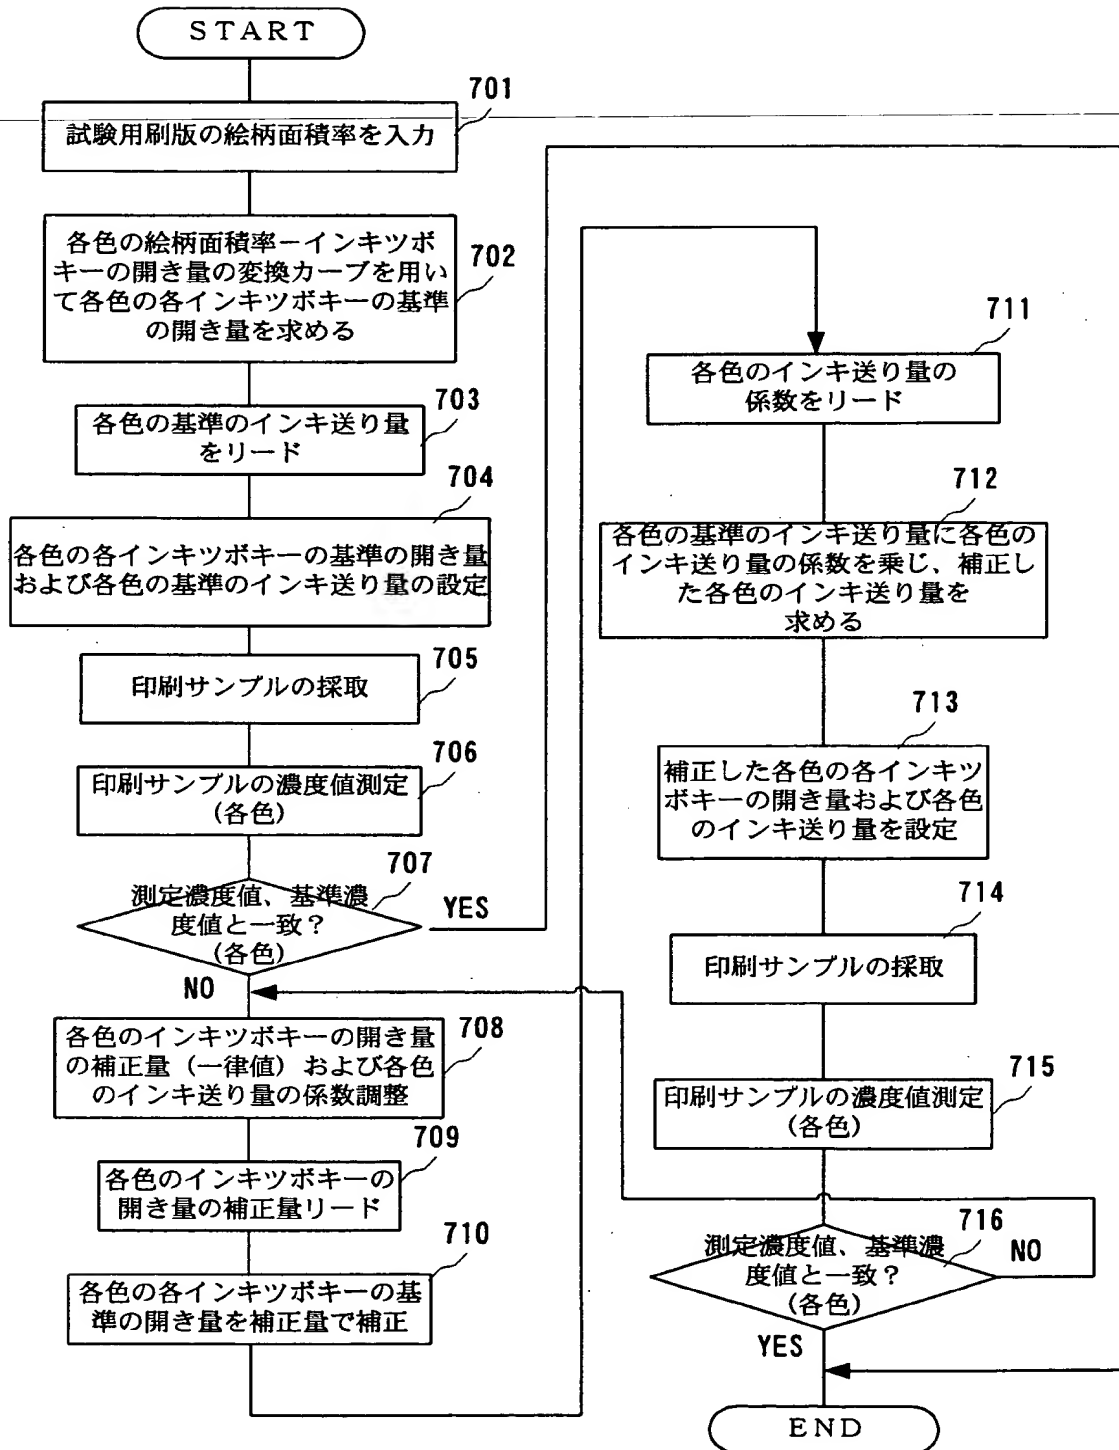 START
701
試験用刷版の絵柄面積率を入力
各色の絵柄面積率−インキツボ
キーの開き量の変換カーブを用い
て各色の各インキツボキーの基準
の開き量を求める
702
703
各色の基準のインキ送り量
をリード
704
各色の各インキツボキーの基準の開き量
および各色の基準のインキ送り量の設定
705
印刷サンプルの採取
706
印刷サンプルの濃度値測定
(各色)
707
測定濃度値、基準濃
度値と一致？
(各色)
YES
NO
708
各色のインキツボキーの開き量
の補正量（一律値）および各色
のインキ送り量の係数調整
709
各色のインキツボキーの
開き量の補正量リード
710
各色の各インキツボキーの基
準の開き量を補正量で補正
711
各色のインキ送り量の
係数をリード
712
各色の基準のインキ送り量に各色の
インキ送り量の係数を乗じ、補正し
た各色のインキ送り量を
求める
713
補正した各色の各インキツ
ボキーの開き量および各色
のインキ送り量を設定
714
印刷サンプルの採取
715
印刷サンプルの濃度値測定
(各色)
716
測定濃度値、基準濃
度値と一致？
(各色)
NO
YES
END